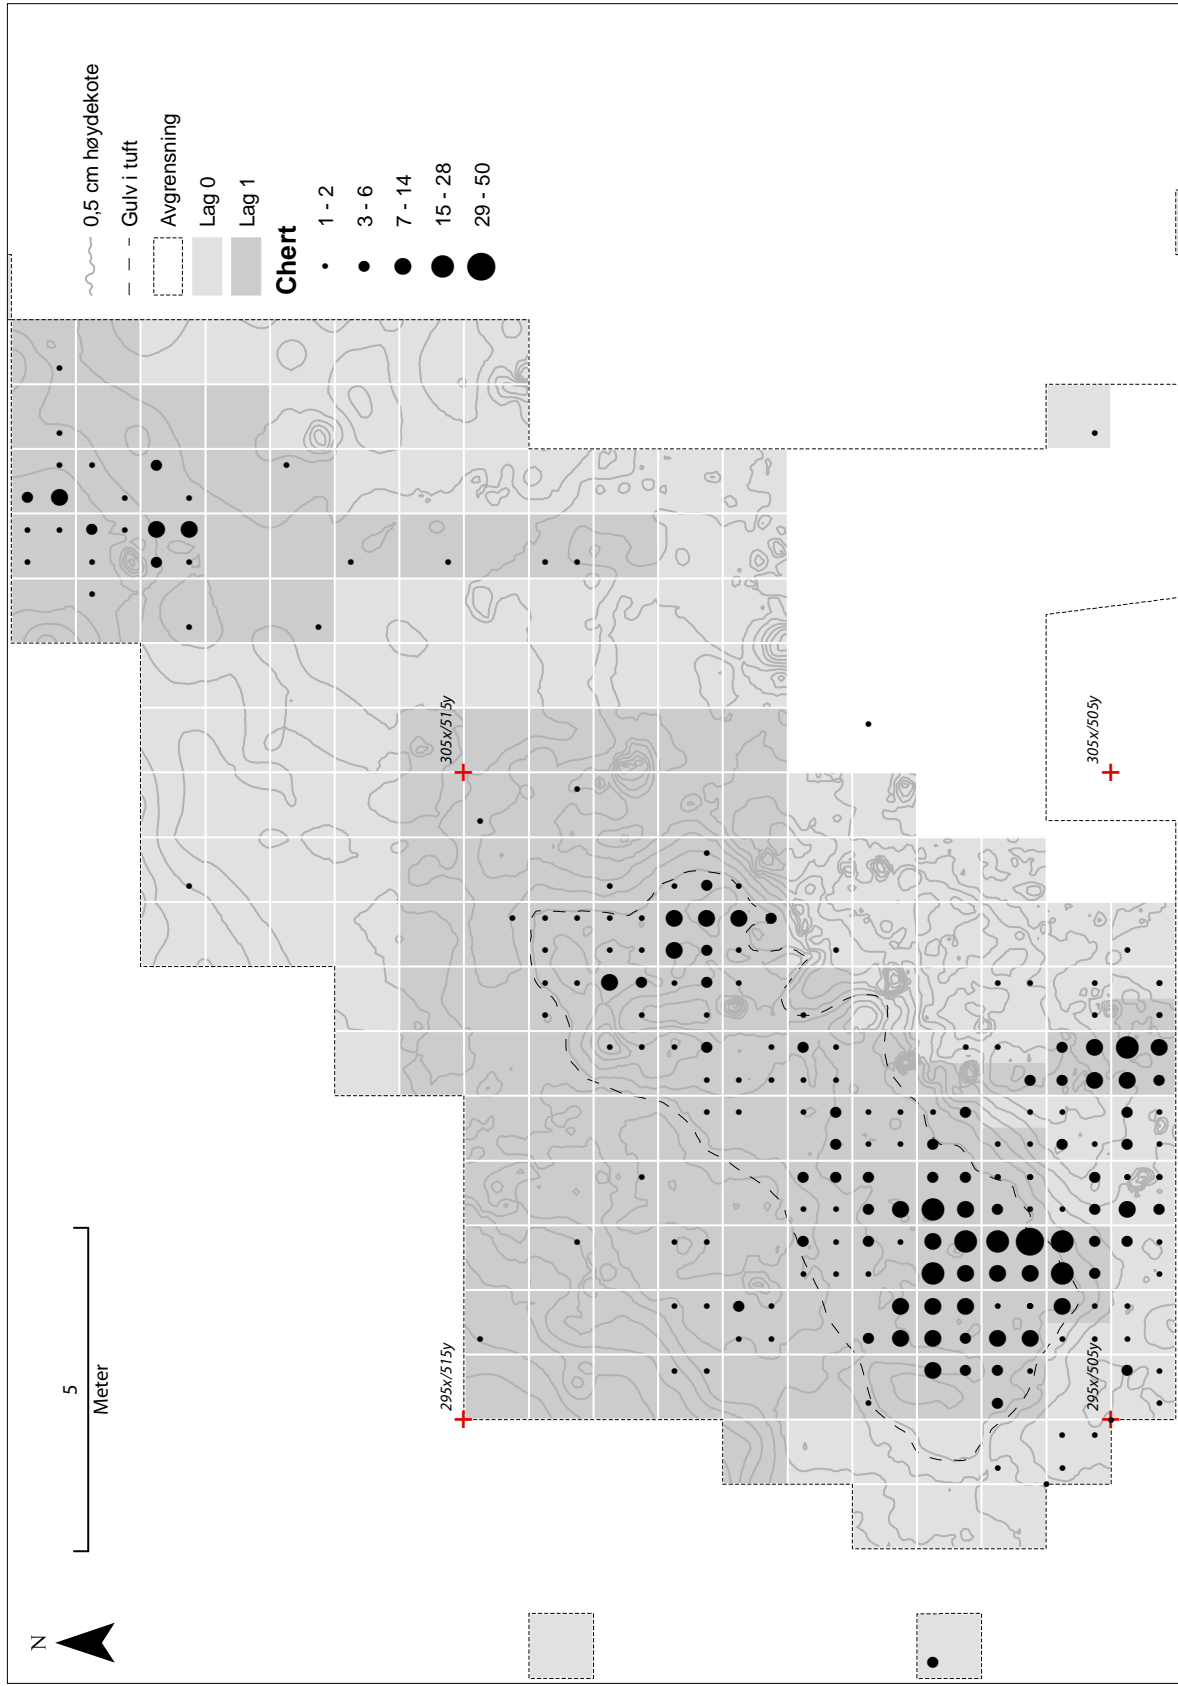 N
5
Meter
0,5 cm høydekote
Gulv i tuft
Avgrensning
Lag 0
Lag 1
Chert
1 - 2
3 - 6
7 - 14
15 - 28
29 - 50
295x/515y
305x/515y
295x/505y
305x/505y